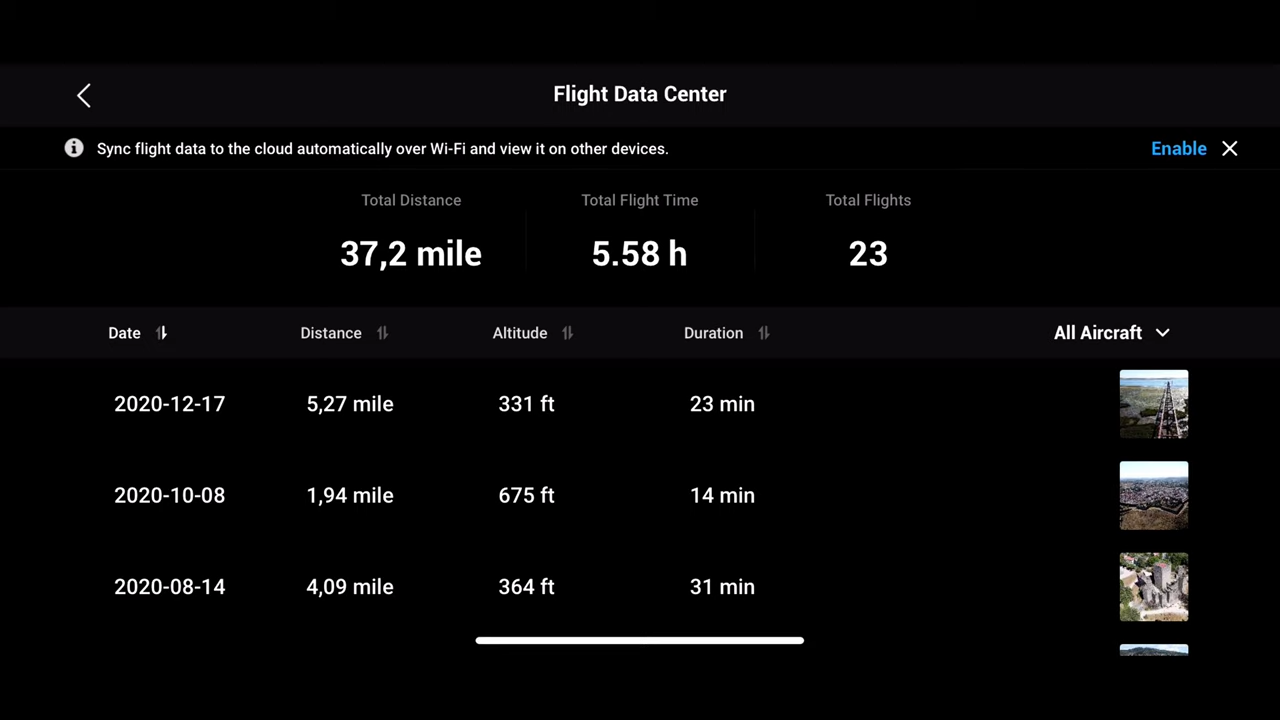 Flight Data Center
Sync flight data to the cloud automatically over Wi-Fi and view it on other devices. Enable
Total Distance Total Flight Time Total Flights
37,2 mile 5.58 h 23
Date Distance Altitude Duration All Aircraft
2020-12-17 5,27 mile 331 ft 23 min
2020-10-08 1,94 mile 675 ft 14 min
2020-08-14 4,09 mile 364 ft 31 min